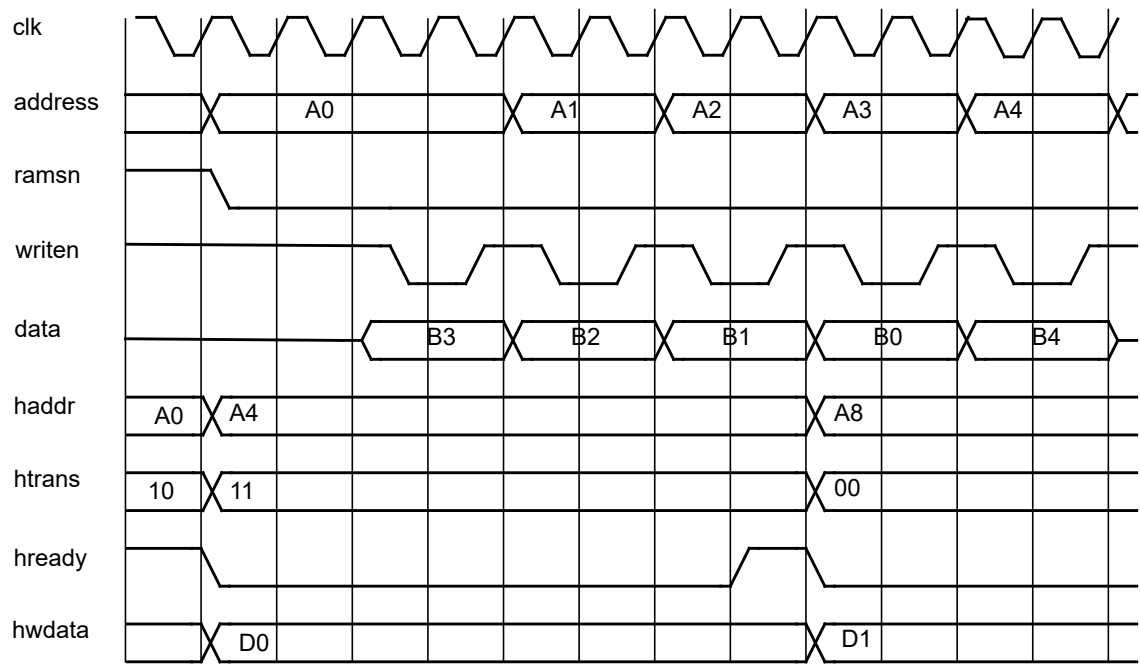 clk
address A0 A1 A2 A3 A4
ramsn
writen
data B3 B2 B1 B0 B4
haddr A0 A4 A8
htrans 10 11 00
hready
hwdata D0 D1